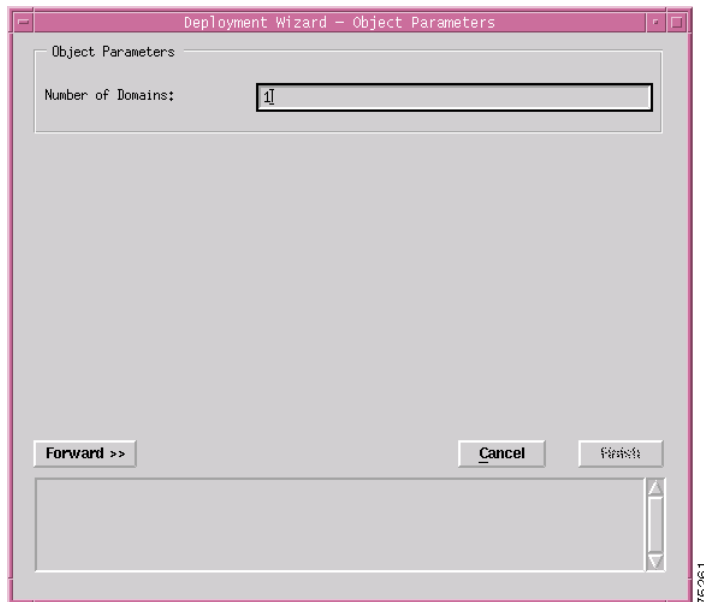 Deployment Wizard — Object Parameters
Object Parameters
Number of Domains: 1
Forward >> Cancel Finish
75261